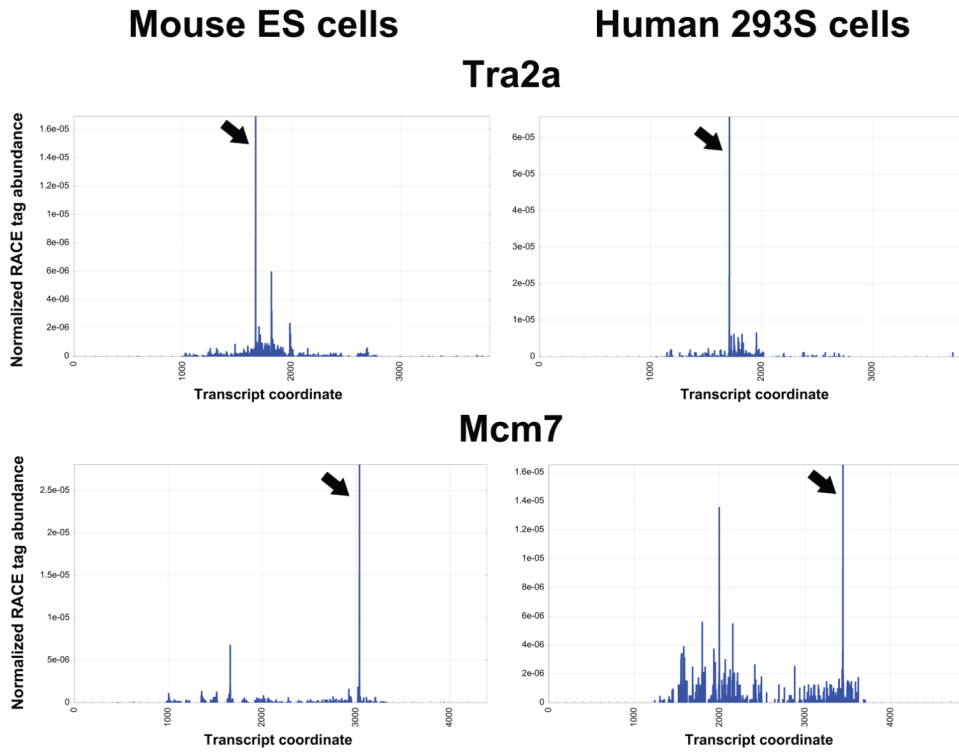 Mouse ES cells
Human 293S cells
Tra2a
Normalized RACE tag abundance
1.6e-05
1.4e-05
1.2e-05
1e-05
8e-06
6e-06
4e-06
2e-06
0
0
1000
2000
3000
Transcript coordinate
6e-05
5e-05
4e-05
3e-05
2e-05
1e-05
0
0
1000
2000
3000
Transcript coordinate
Mcm7
Normalized RACE tag abundance
2.5e-05
2e-05
1.5e-05
1e-05
5e-06
0
0
1000
2000
3000
4000
Transcript coordinate
1.6e-05
1.4e-05
1.2e-05
1e-05
8e-06
6e-06
4e-06
2e-06
0
0
1000
2000
3000
4000
Transcript coordinate